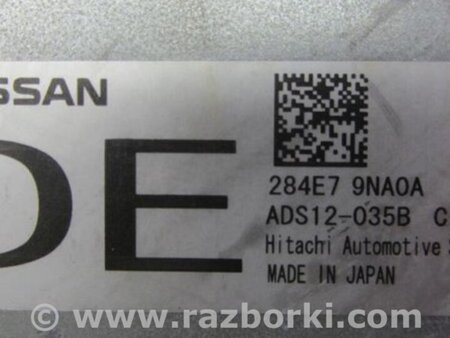 SSAN
DE
284E7 9NA0A
ADS12-035B C
Hitachi Automotive
MADE IN JAPAN
www.razborki.com